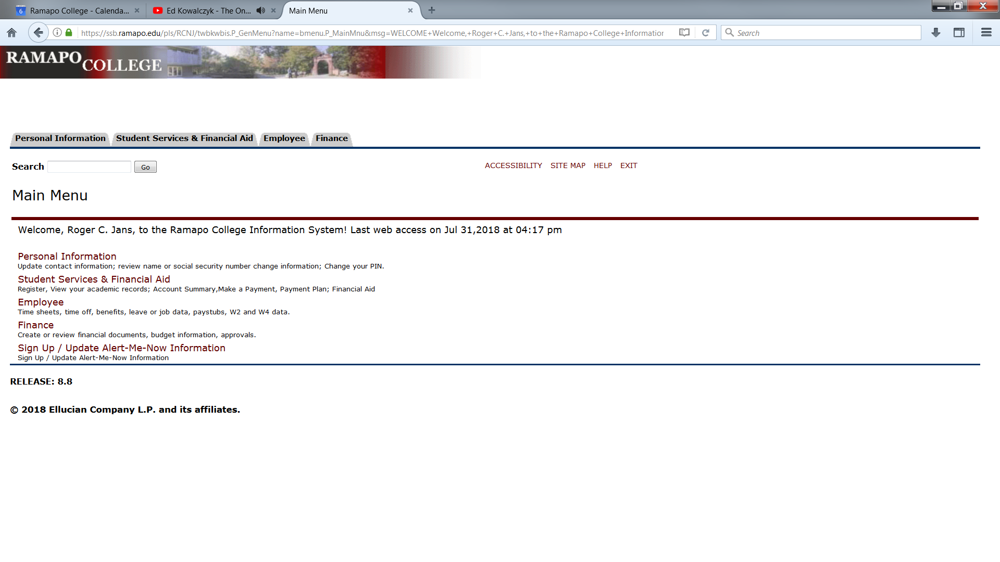 6 Ramapo College - Calenda... Ed Kowalczyk - The On... Main Menu
https://ssb.ramapo.edu/pls/RCNJ/twbkwbis.P_GenMenu?name=bmenu.P_MainMnu&msg=WELCOME+Welcome,+Roger+C.+Jans,+to+the+Ramapo+College+Information Search
RAMAPO
COLLEGE
Personal Information Student Services & Financial Aid Employee Finance
Search Go ACCESSIBILITY SITE MAP HELP EXIT
Main Menu
Welcome, Roger C. Jans, to the Ramapo College Information System! Last web access on Jul 31,2018 at 04:17 pm
Personal Information
Update contact information; review name or social security number change information; Change your PIN.
Student Services & Financial Aid
Register, View your academic records; Account Summary,Make a Payment, Payment Plan; Financial Aid
Employee
Time sheets, time off, benefits, leave or job data, paystubs, W2 and W4 data.
Finance
Create or review financial documents, budget information, approvals.
Sign Up / Update Alert-Me-Now Information
Sign Up / Update Alert-Me-Now Information
RELEASE: 8.8
© 2018 Ellucian Company L.P. and its affiliates.